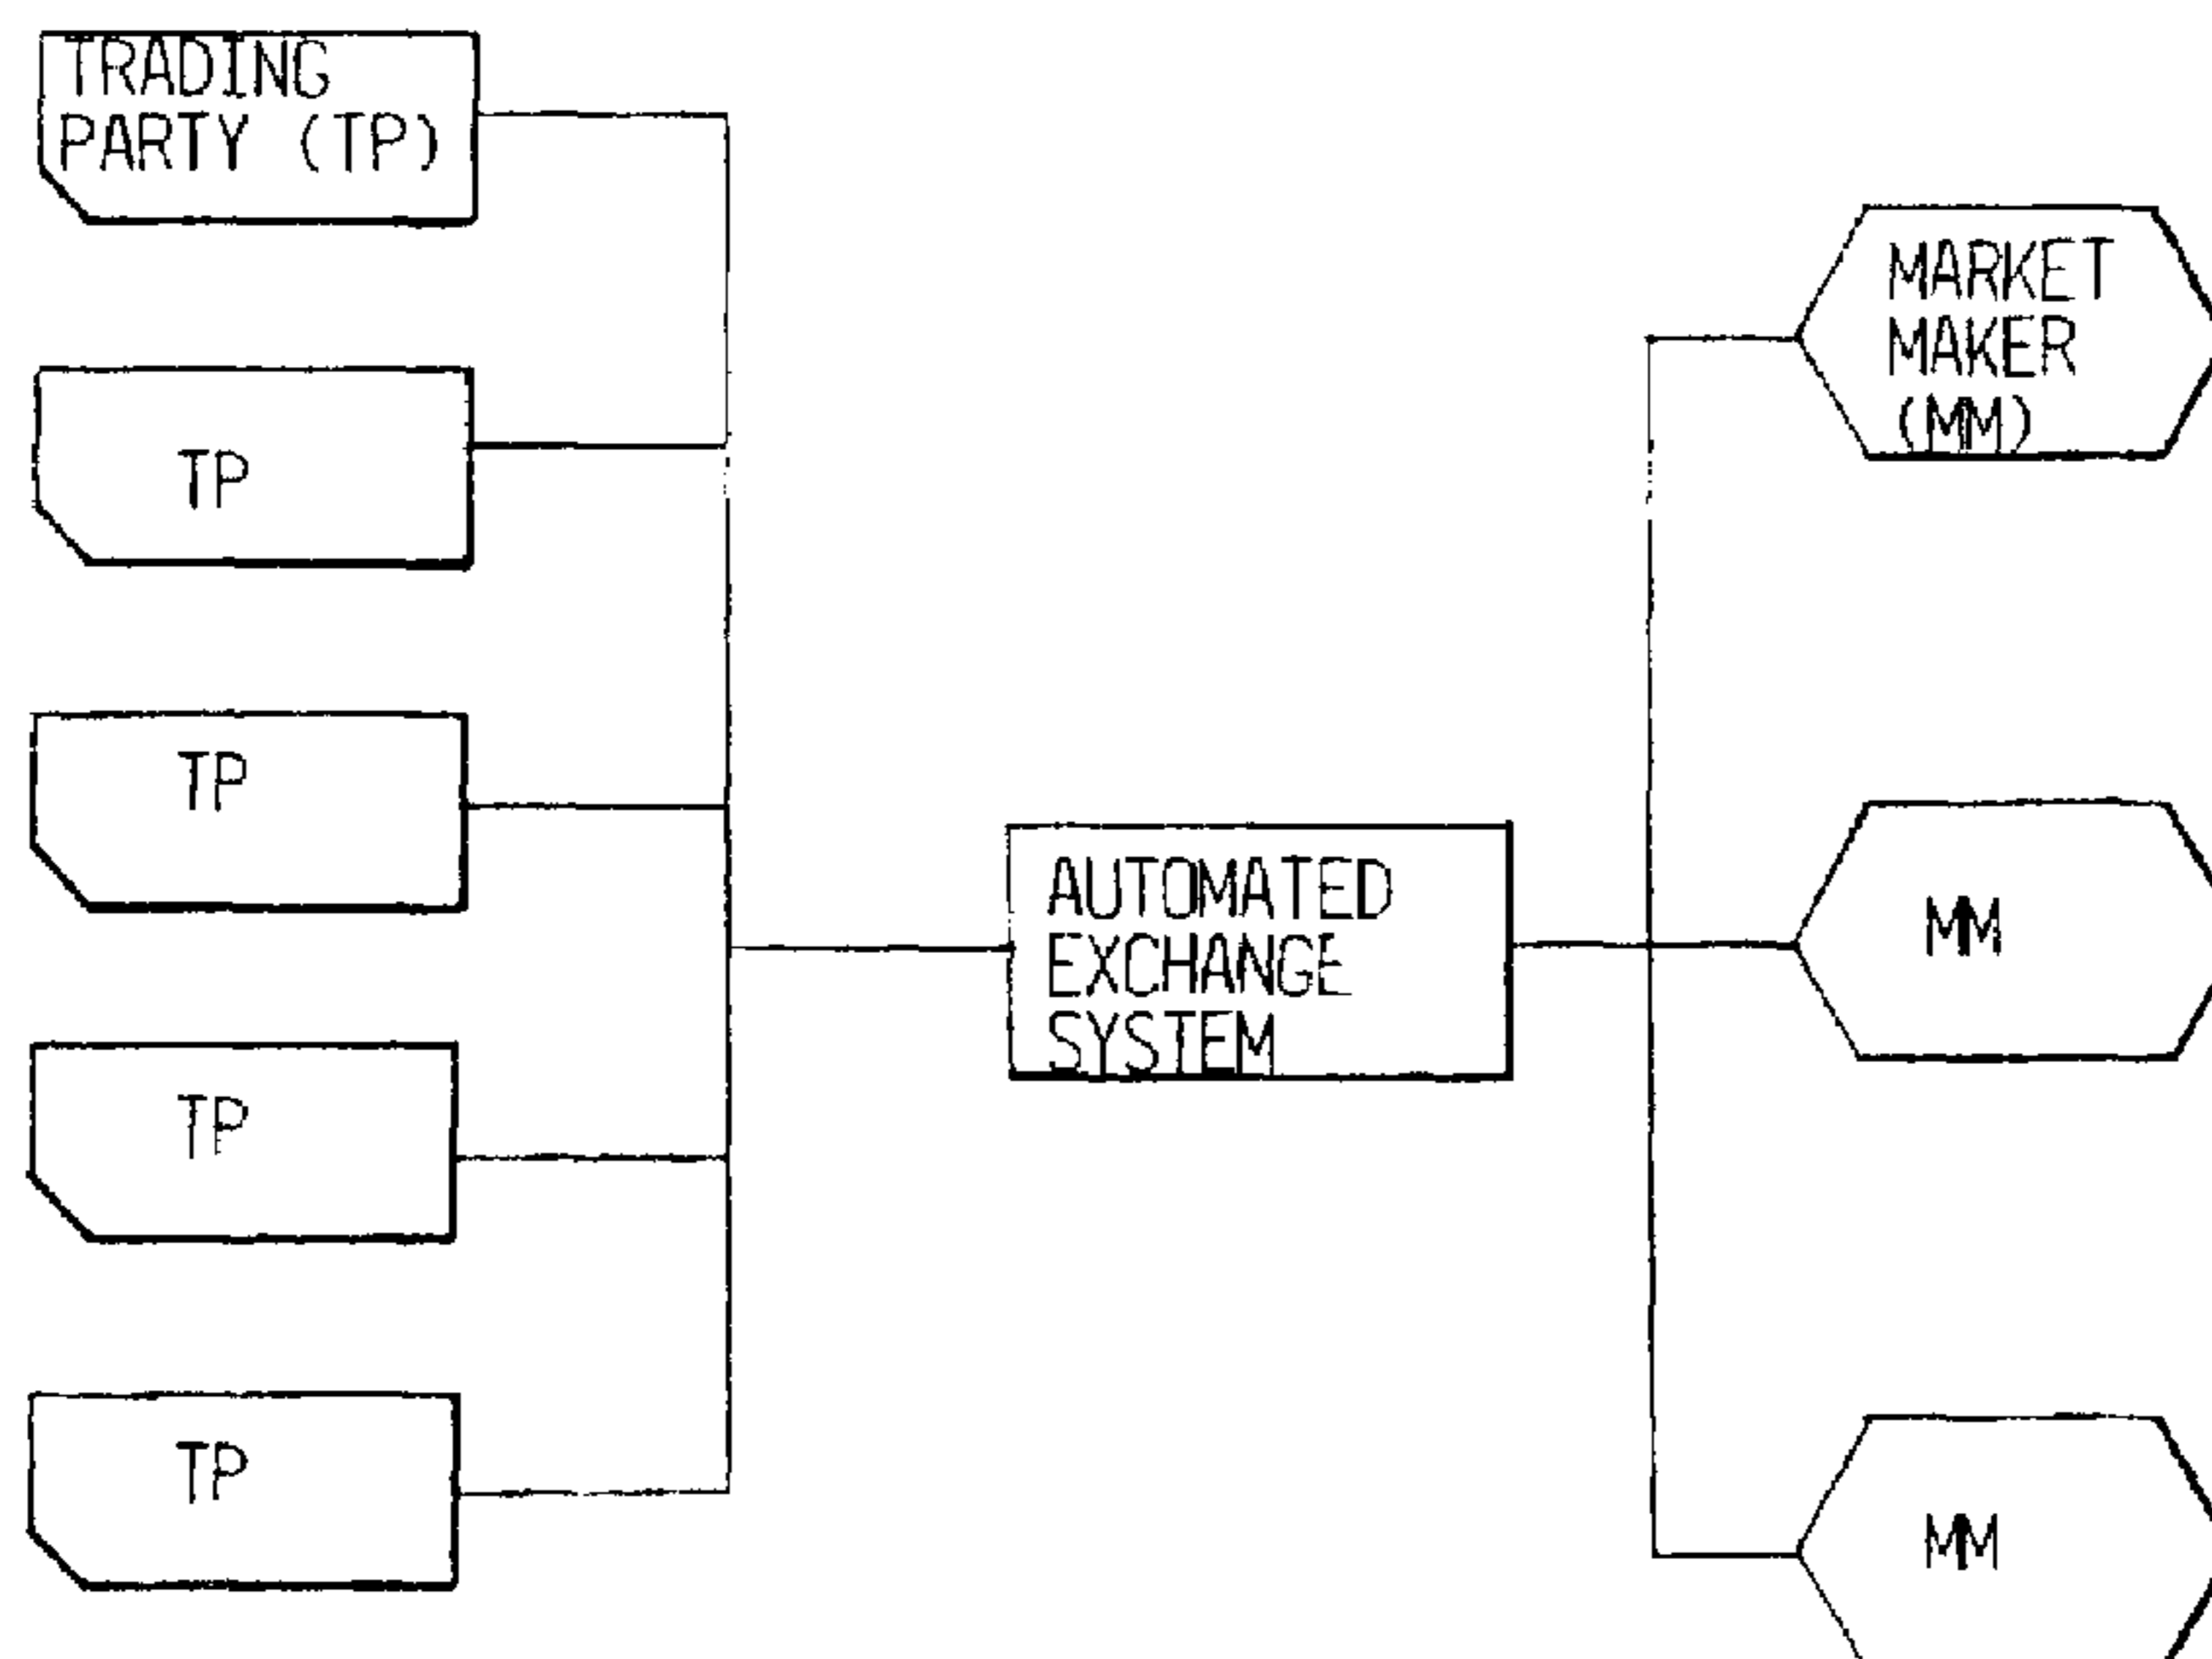 TRADING
PARTY (TP)
TP
TP
TP
TP
AUTOMATED
EXCHANGE
SYSTEM
MARKET
MAKER
(MM)
MM
MM